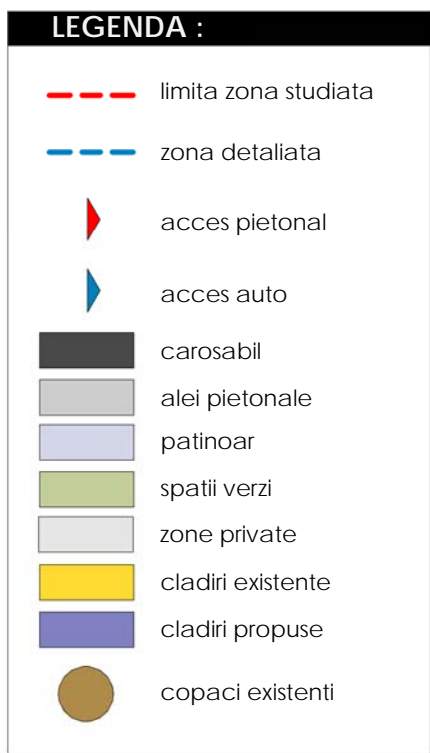 LEGENDA :
limita zona studiata
zona detaliata
acces pietonal
acces auto
carosabil
alei pietonale
patinoar
spatii verzi
zone private
cladiri existente
cladiri propuse
copaci existenti